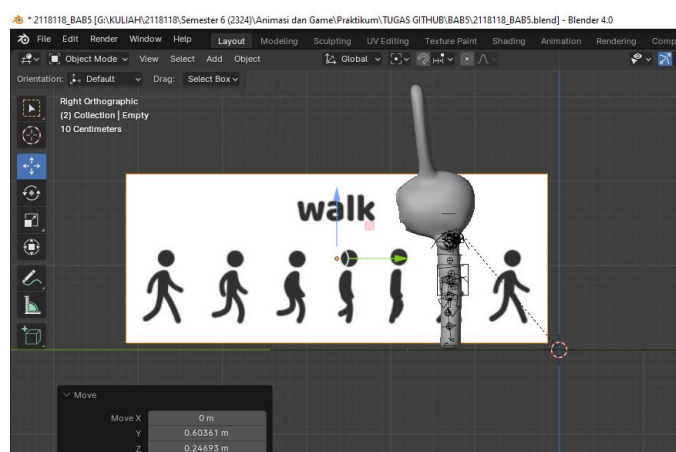 * 2118118_BAB5 [G:\KULIAH\2118118\Semester 6 (2324)\Animasi dan Game\Praktikum\TUGAS GITHUB\BAB5\2118118_BAB5.blend] - Blender 4.0
File Edit Render Window Help Layout Modeling Sculpting UV Editing Texture Paint Shading Animation Rendering Comp
Object Mode View Select Add Object Global
Orientation: Default Drag: Select Box
Right Orthographic
(2) Collection | Empty
10 Centimeters
walk
Move
Move X 0 m
Y 0.60361 m
Z 0.24693 m